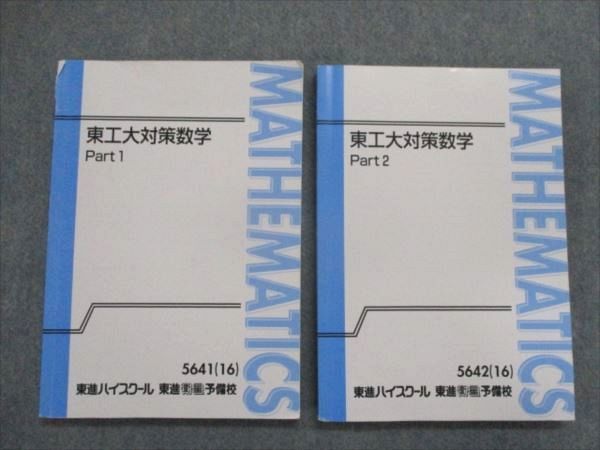 東工大対策数学
Part 1
MATHEMATICS
5641(16)
東進ハイスクール 東進衛星予備校
東工大対策数学
Part 2
MATHEMATICS
5642(16)
東進ハイスクール 東進衛星予備校